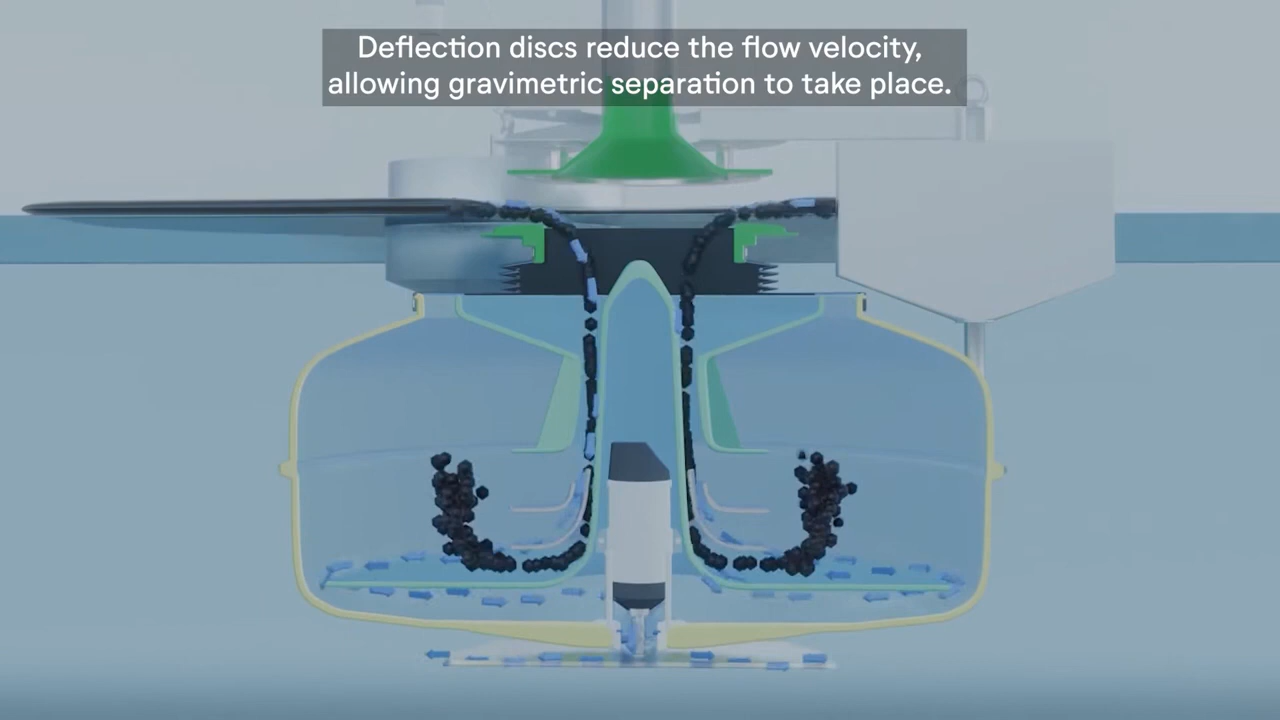 Deflection discs reduce the flow velocity,
allowing gravimetric separation to take place.